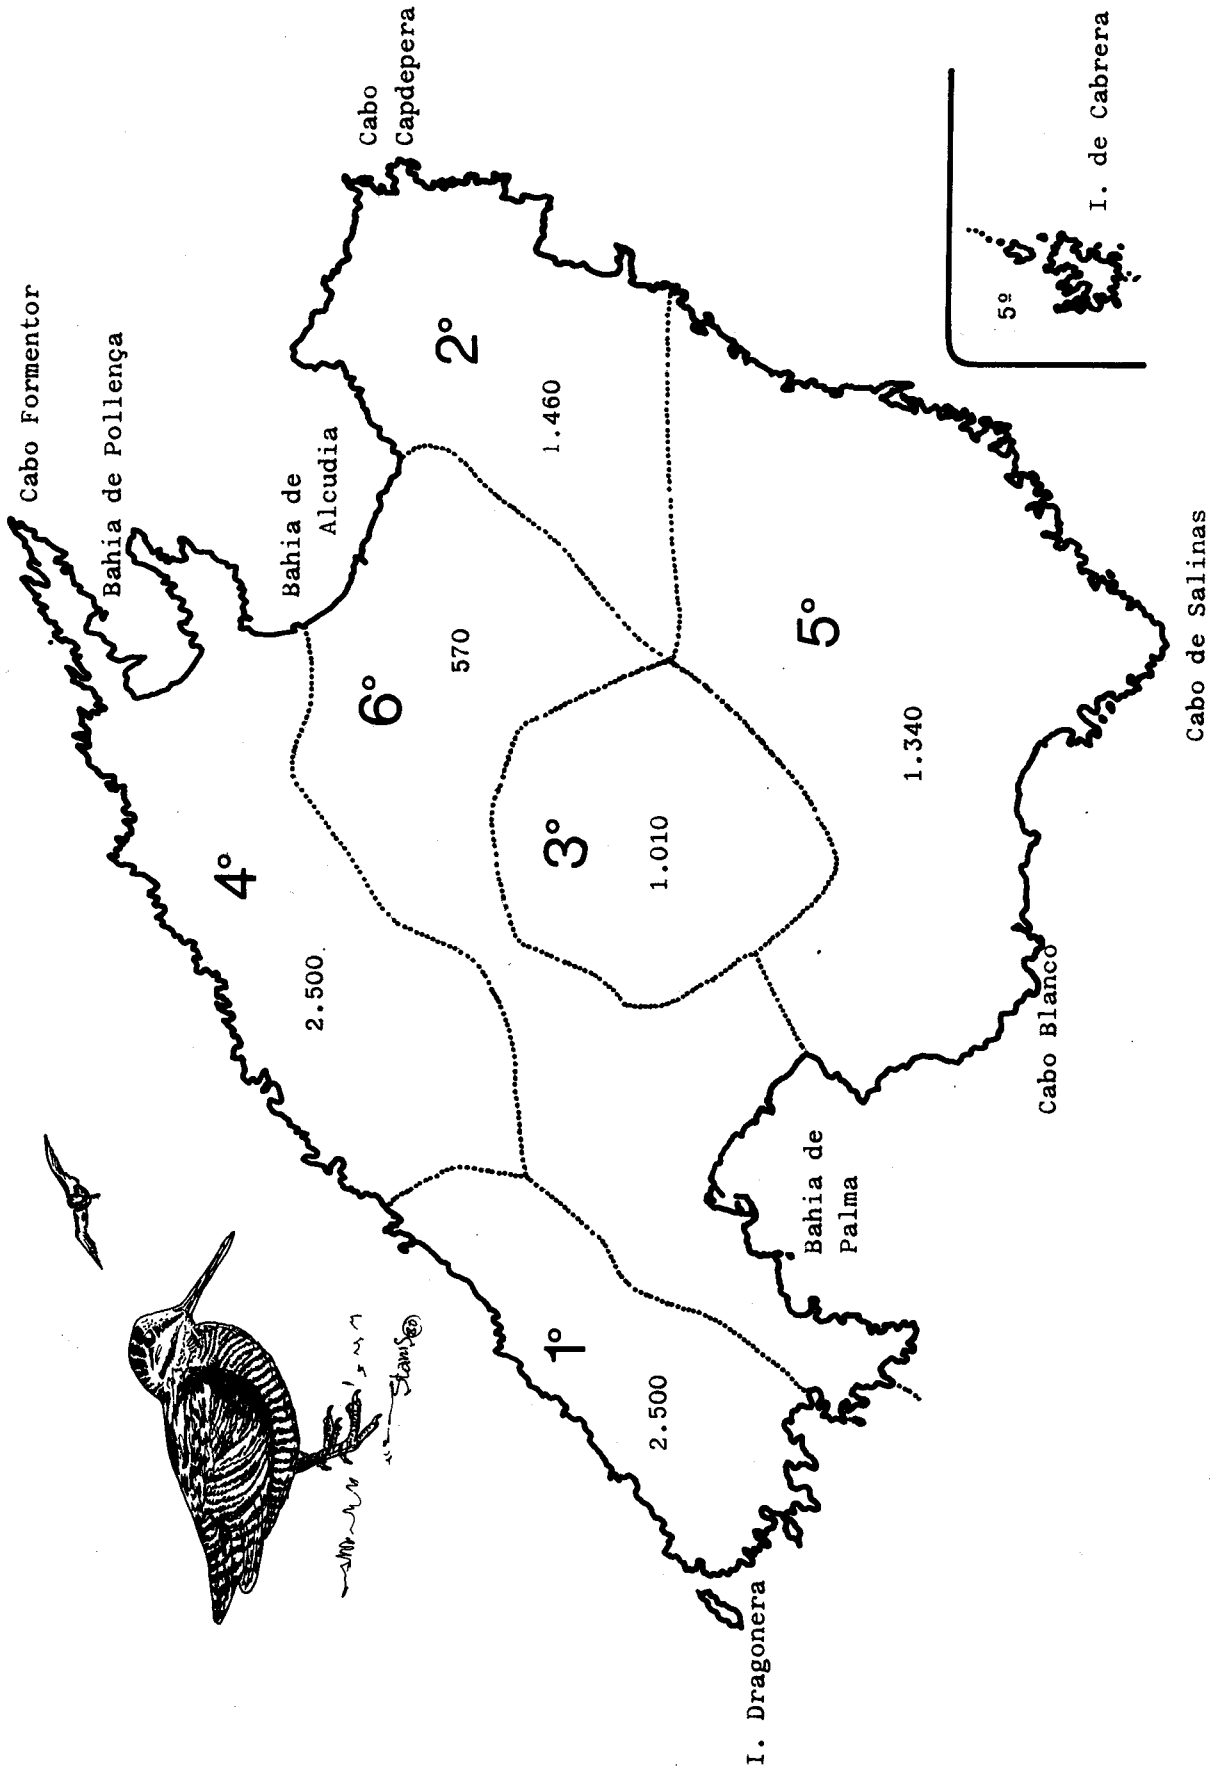 Cabo Formentor
Bahia de Pollença
Bahia de
Alcudia
Cabo
Capdepera
4º
2.500
6º
570
2º
1.460
1º
2.500
3º
1.010
5º
1.340
Bahia de
Palma
I. Dragonera
Cabo Blanco
Cabo de Salinas
5º
I. de Cabrera
Stanis 80